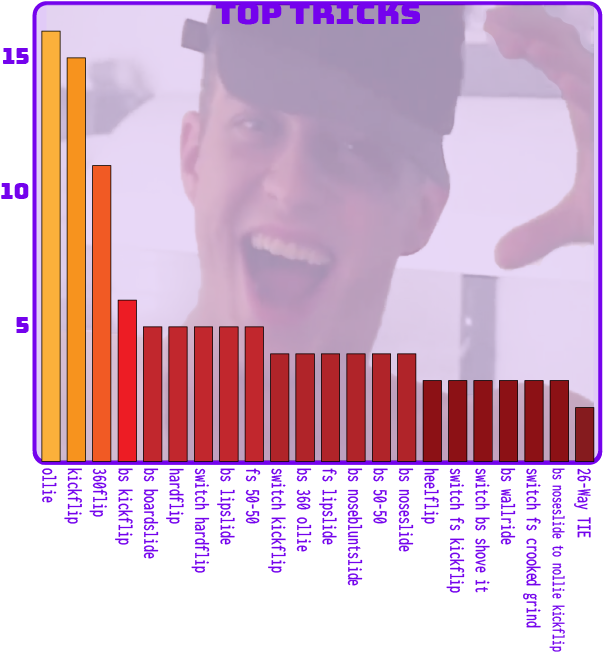 TOP TRICKS
15
10
5
ollie
kickflip
360flip
bs kickflip
bs boardslide
hardflip
switch hardflip
bs lipslide
fs 50-50
switch kickflip
bs 360 ollie
fs lipslide
bs nosebluntslide
bs 50-50
bs noseslide
heelflip
switch fs kickflip
switch bs shove it
bs wallride
switch fs crooked grind
bs noseslide to nollie kickflip
26-Way TIE